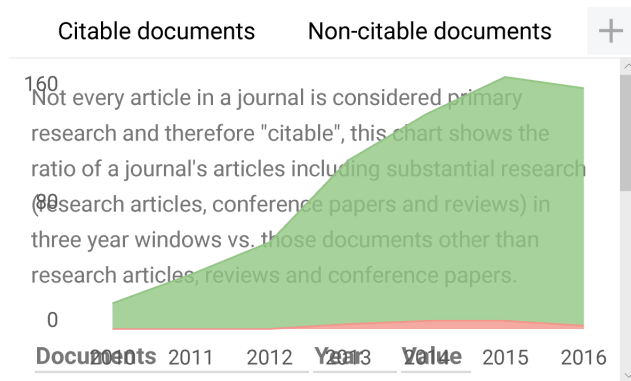 Citable documents Non-citable documents
160
Not every article in a journal is considered primary
research and therefore "citable", this chart shows the
ratio of a journal's articles including substantial research
80
(research articles, conference papers and reviews) in
three year windows vs. those documents other than
research articles, reviews and conference papers.
0
Documents Year Value
2010 2011 2012 2013 2014 2015 2016